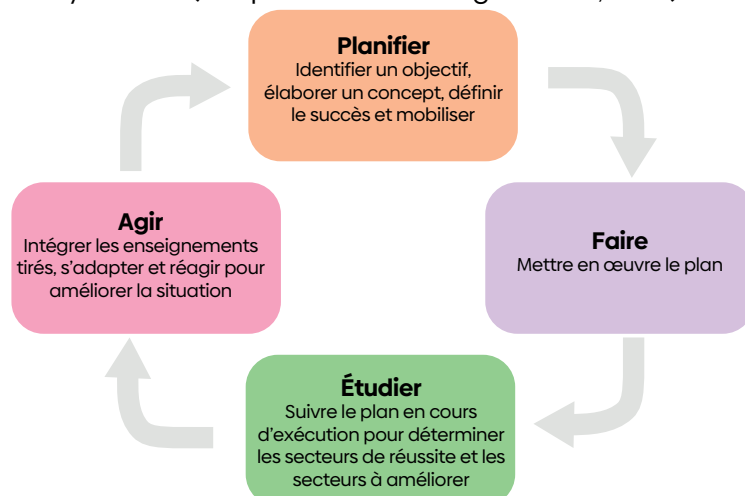 Planifier
Identifier un objectif,
élaborer un concept, définir
le succès et mobiliser
Faire
Mettre en œuvre le plan
Étudier
Suivre le plan en cours
d'exécution pour déterminer
les secteurs de réussite et les
secteurs à améliorer
Agir
Intégrer les enseignements
tirés, s'adapter et réagir pour
améliorer la situation